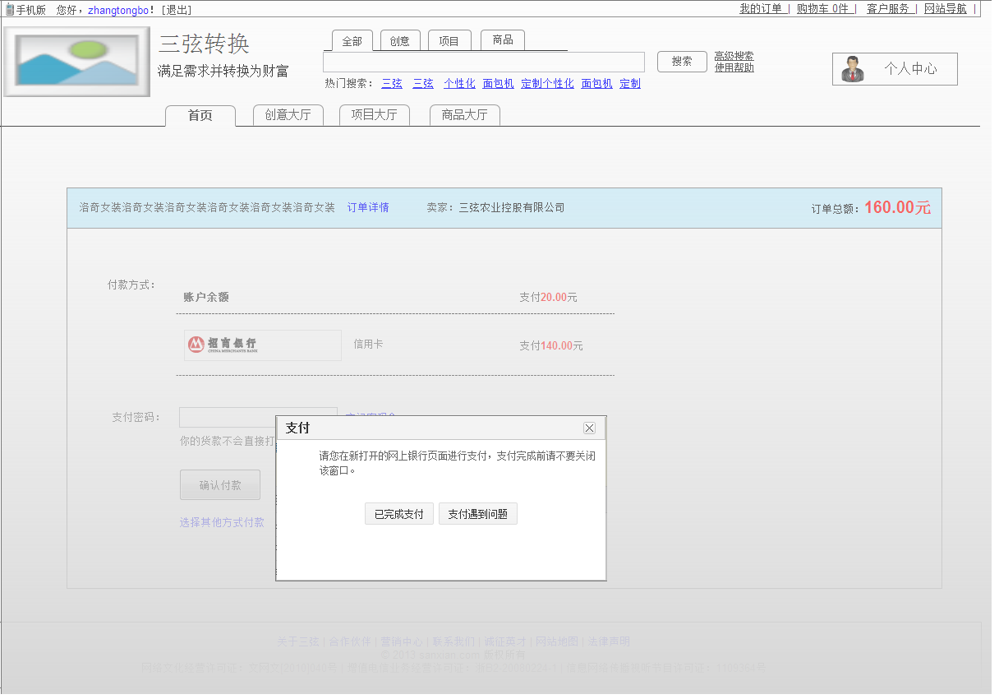 手机版 您好，zhangtongbo！ [退出] 我的订单 | 购物车 0件 | 客户服务 | 网站导航 |
三弦转换
满足需求并转换为财富
全部 创意 项目 商品
搜索 高级搜索
使用帮助
个人中心
热门搜索： 三弦 三弦 个性化 面包机 定制个性化 面包机 定制
首页 创意大厅 项目大厅 商品大厅
洛奇女装洛奇女装洛奇女装洛奇女装洛奇女装洛奇女装 订单详情 卖家：三弦农业控股有限公司 订单总额：160.00元
付款方式：
账户余额 支付20.00元
招商银行 CHINA MERCHANTS BANK 信用卡 支付140.00元
支付密码：
你的货款不会直接打
确认付款
选择其他方式付款
支付
请您在新打开的网上银行页面进行支付，支付完成前请不要关闭
该窗口。
已完成支付 支付遇到问题
关于三弦 | 合作伙伴 | 营销中心 | 联系我们 | 诚征英才 | 网站地图 | 法律声明
© 2013 sanxian.com 版权所有